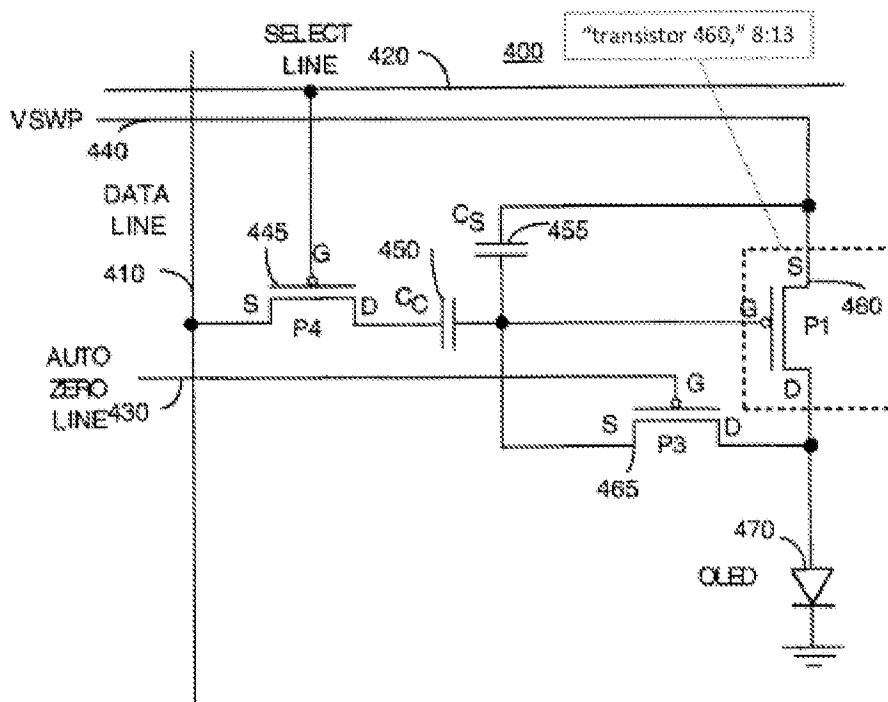 "transistor 460," 8:13
SELECT
LINE
420
400
VSWP
440
DATA
LINE
410
445
G
S
D
P4
450
CC
CS
455
S
G
P1
D
460
AUTO
ZERO
LINE
430
G
S
D
P3
465
470
OLED